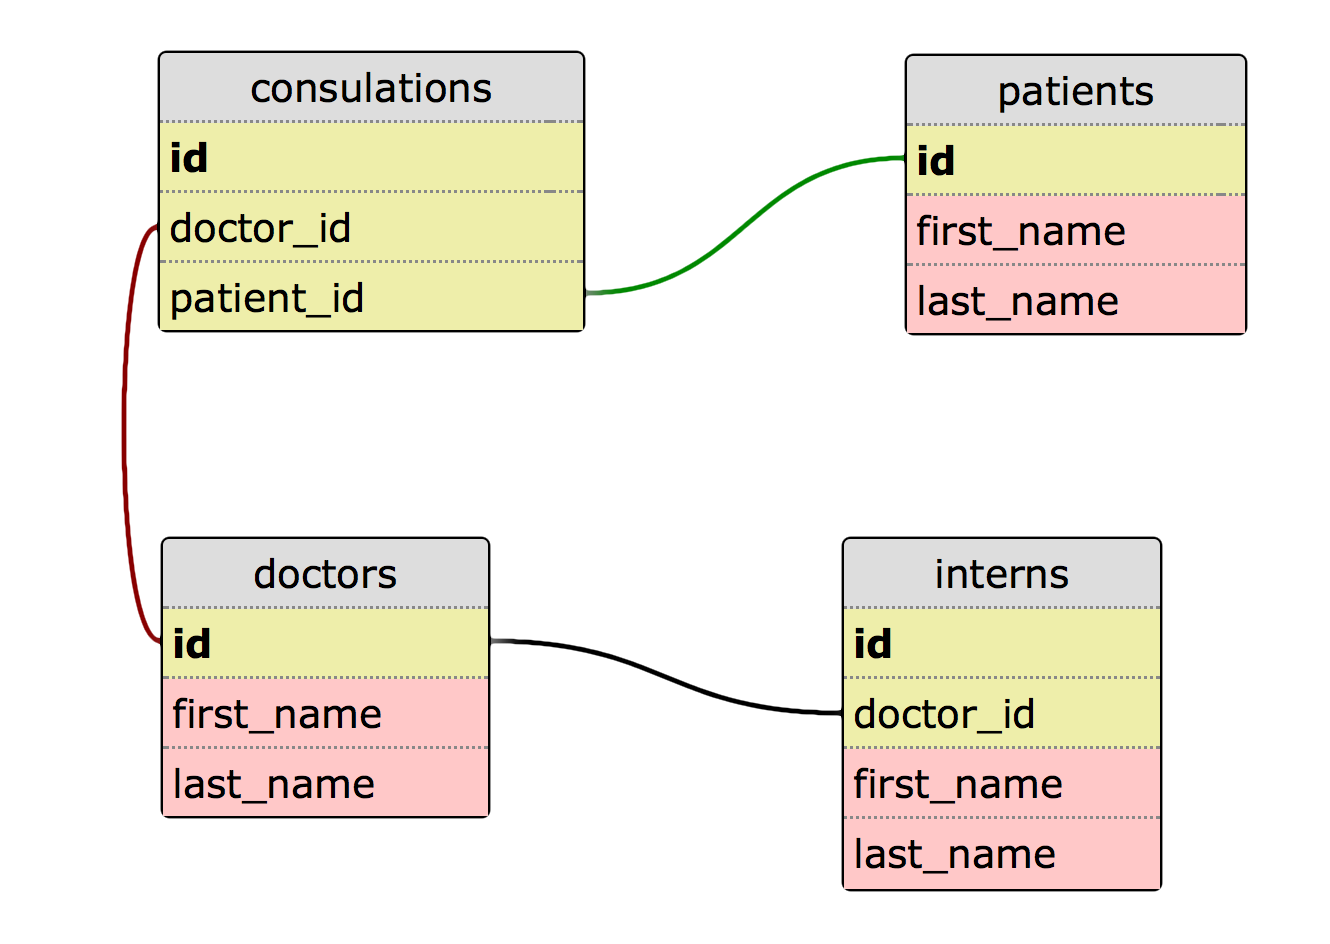 consulations
id
doctor_id
patient_id
patients
id
first_name
last_name
doctors
id
first_name
last_name
interns
id
doctor_id
first_name
last_name